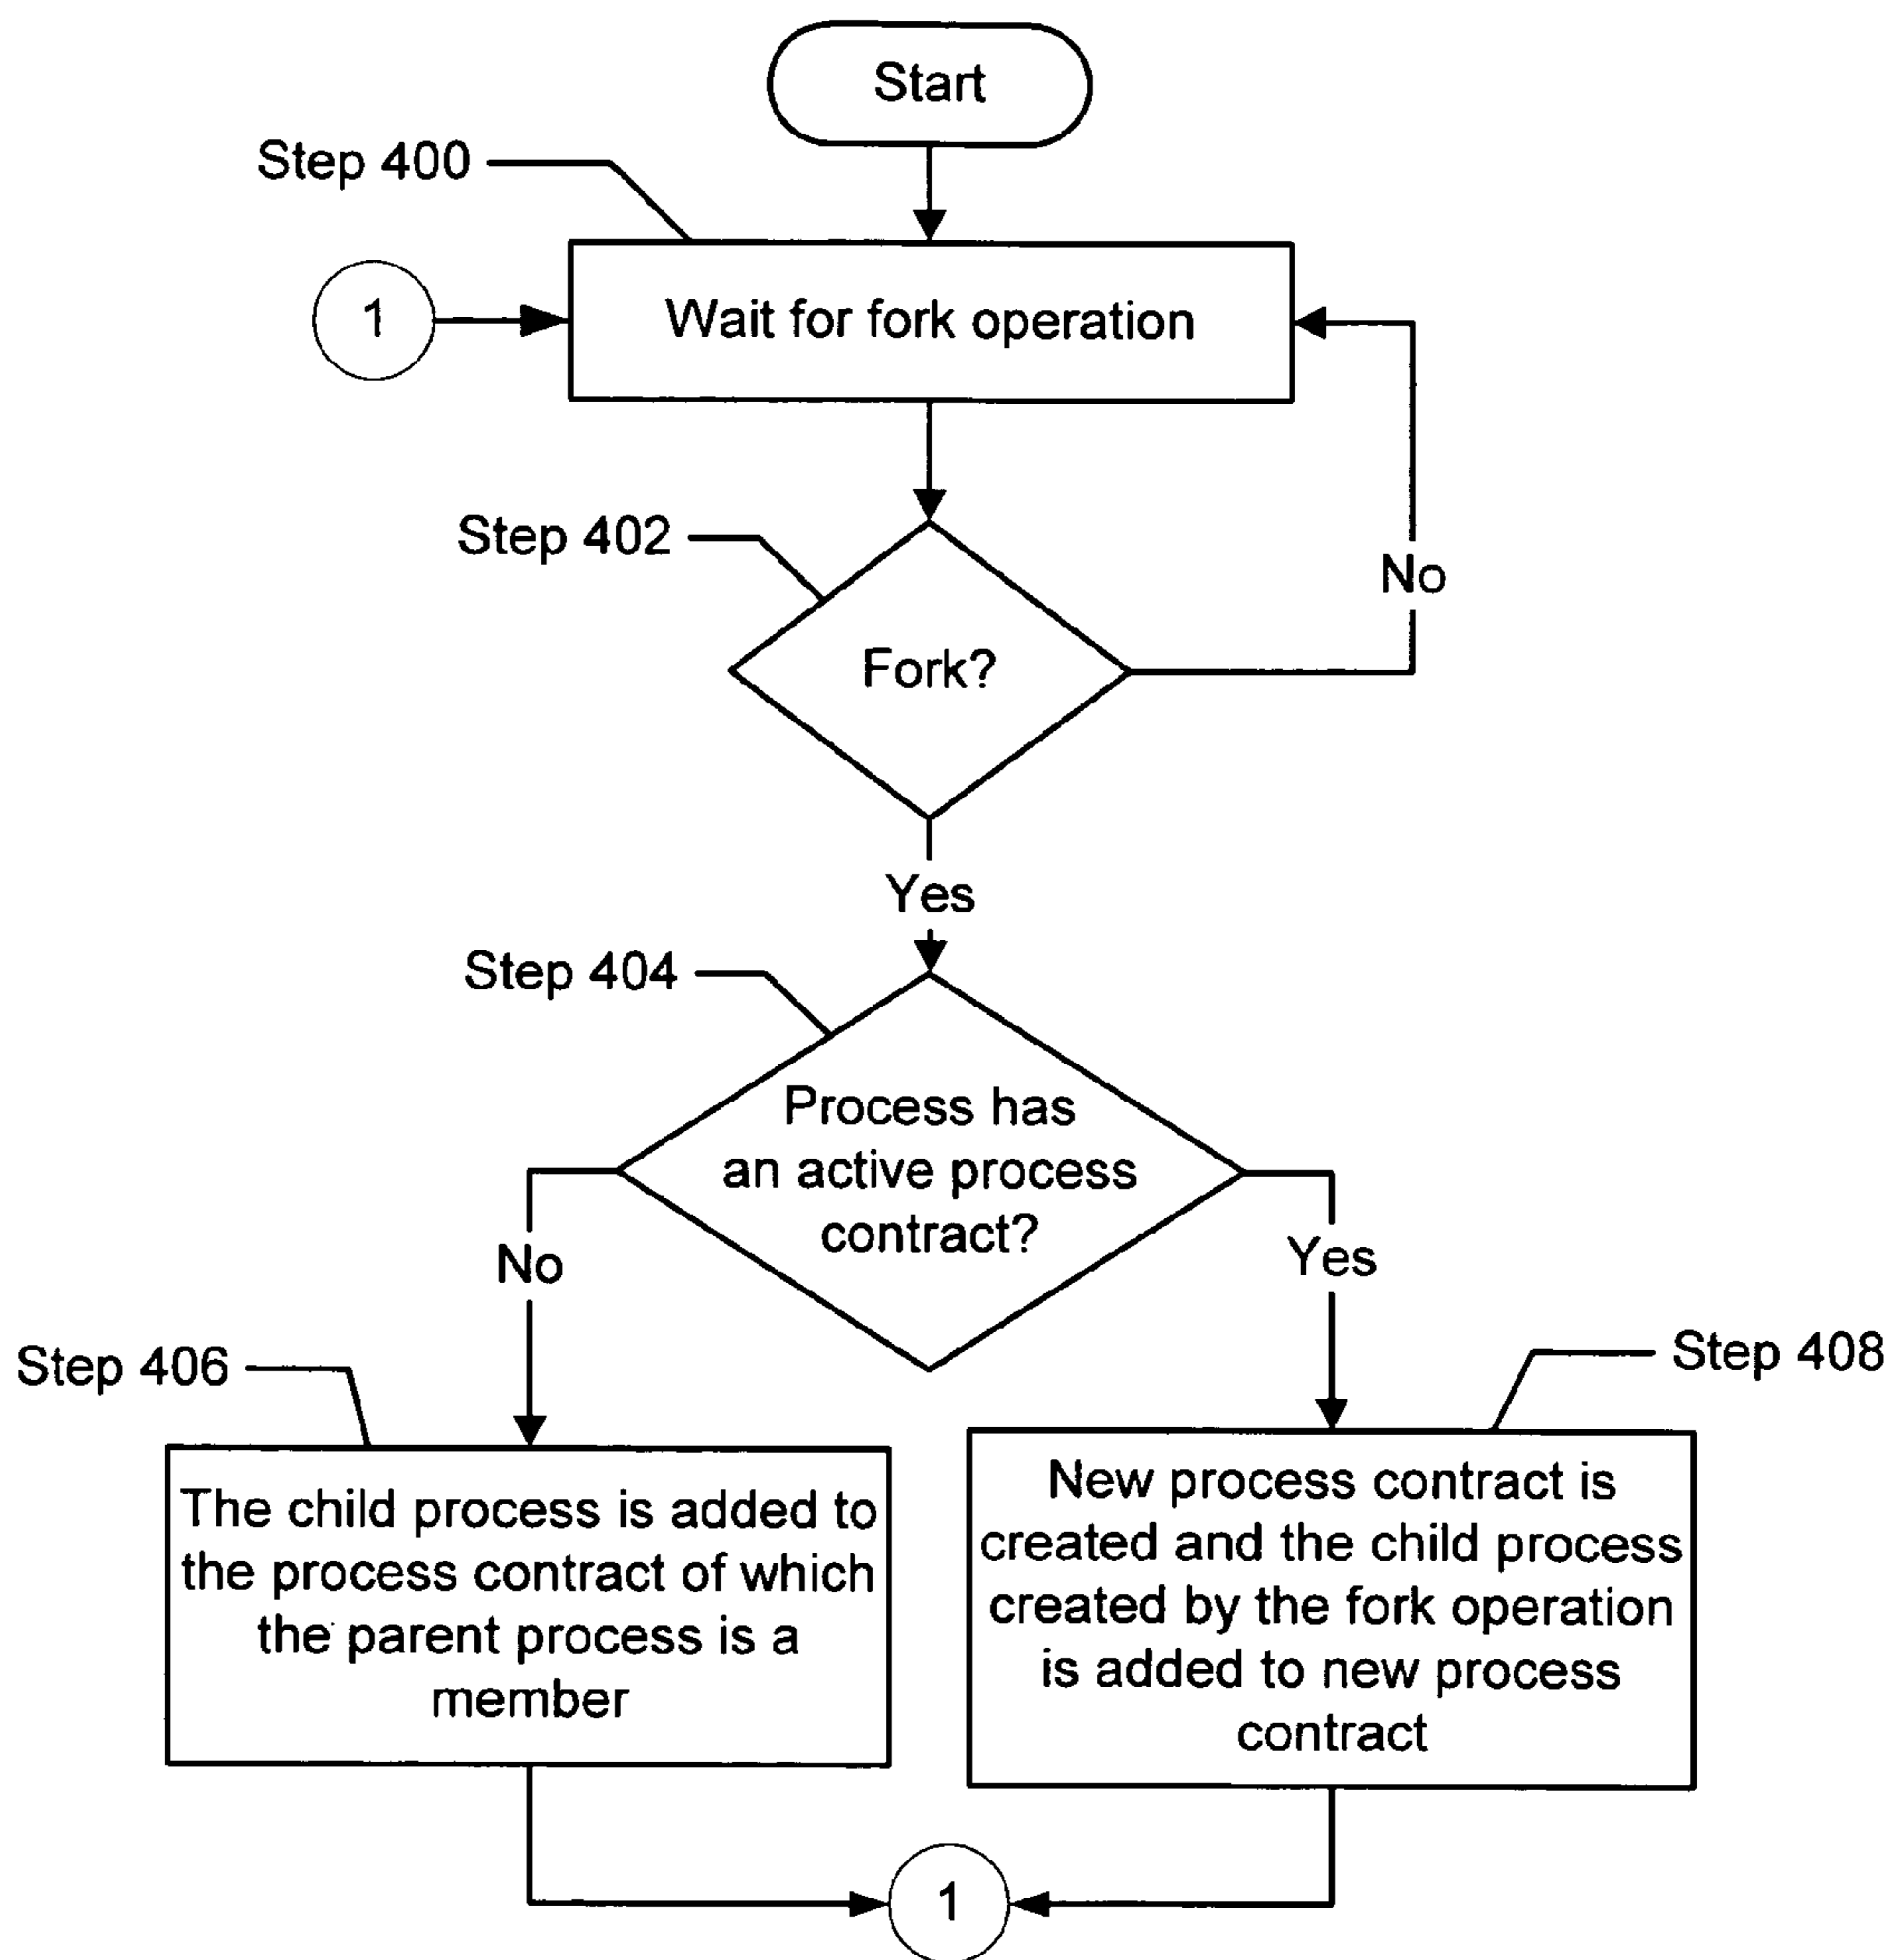 Start
Step 400
1
Wait for fork operation
Step 402
Fork?
No
Yes
Step 404
Process has
an active process
contract?
No
Yes
Step 406
Step 408
The child process is added to
the process contract of which
the parent process is a
member
New process contract is
created and the child process
created by the fork operation
is added to new process
contract
1